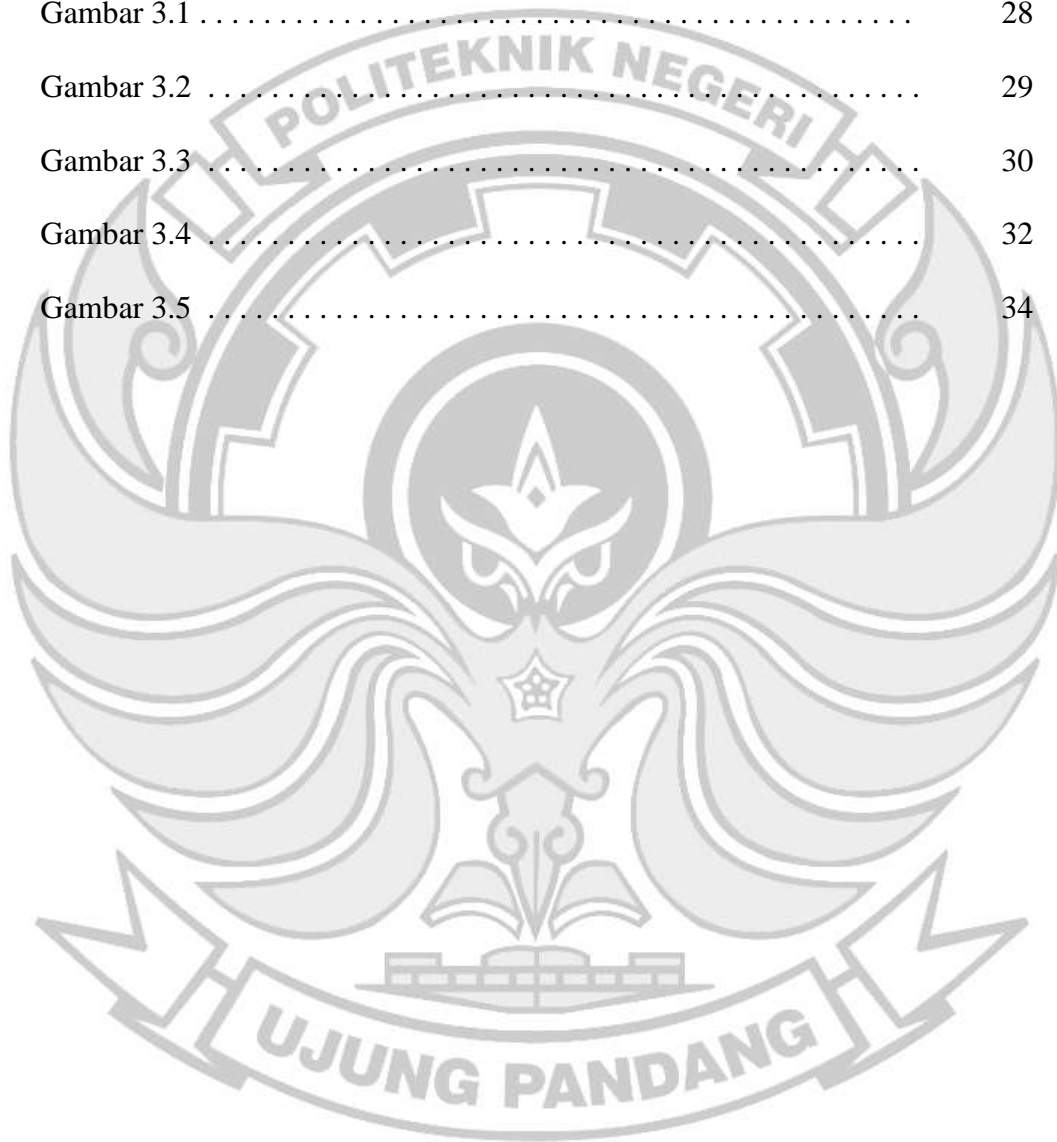 Gambar 3.1 . . . . . . . . . . . . . . . . . . . . . . . . . . . . . . . . . . . . . . . . . . . . . 28
POLITEKNIK NEGERI
Gambar 3.2 . . . . . . . . . . . . . . . . . . . . . . . . . . . . . . . . . . . . . . . . . . . . . 29
Gambar 3.3 . . . . . . . . . . . . . . . . . . . . . . . . . . . . . . . . . . . . . . . . . . . . . 30
Gambar 3.4 . . . . . . . . . . . . . . . . . . . . . . . . . . . . . . . . . . . . . . . . . . . . . 32
Gambar 3.5 . . . . . . . . . . . . . . . . . . . . . . . . . . . . . . . . . . . . . . . . . . . . . 34
UJUNG PANDANG